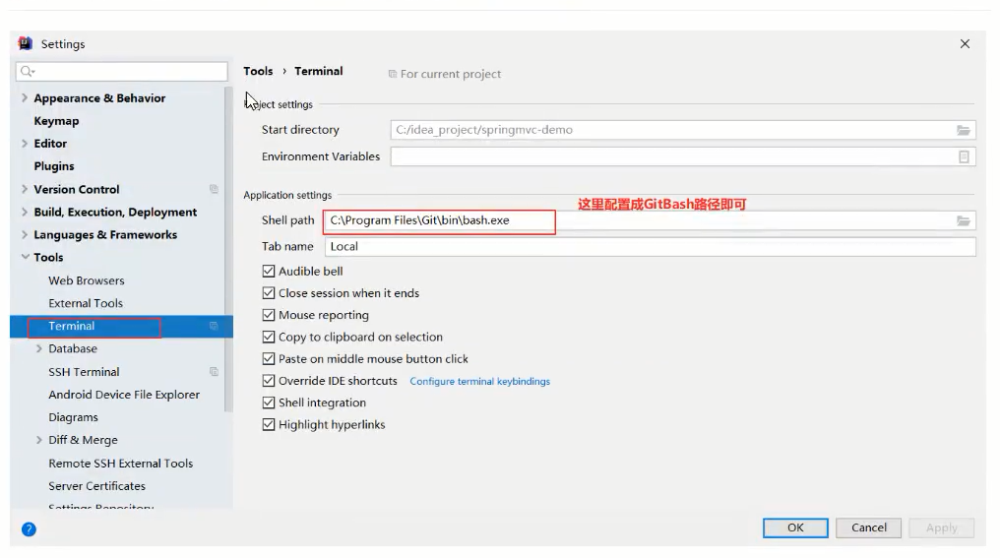 Settings
Tools › Terminal
For current project
Appearance & Behavior
Keymap
Editor
Plugins
Version Control
Build, Execution, Deployment
Languages & Frameworks
Tools
Web Browsers
External Tools
Terminal
Database
SSH Terminal
Android Device File Explorer
Diagrams
Diff & Merge
Remote SSH External Tools
Server Certificates
Settings Repository
Project settings
Start directory C:/idea_project/springmvc-demo
Environment Variables
Application settings
这里配置成GitBash路径即可
Shell path C:\Program Files\Git\bin\bash.exe
Tab name Local
Audible bell
Close session when it ends
Mouse reporting
Copy to clipboard on selection
Paste on middle mouse button click
Override IDE shortcuts Configure terminal keybindings
Shell integration
Highlight hyperlinks
?
OK Cancel Apply